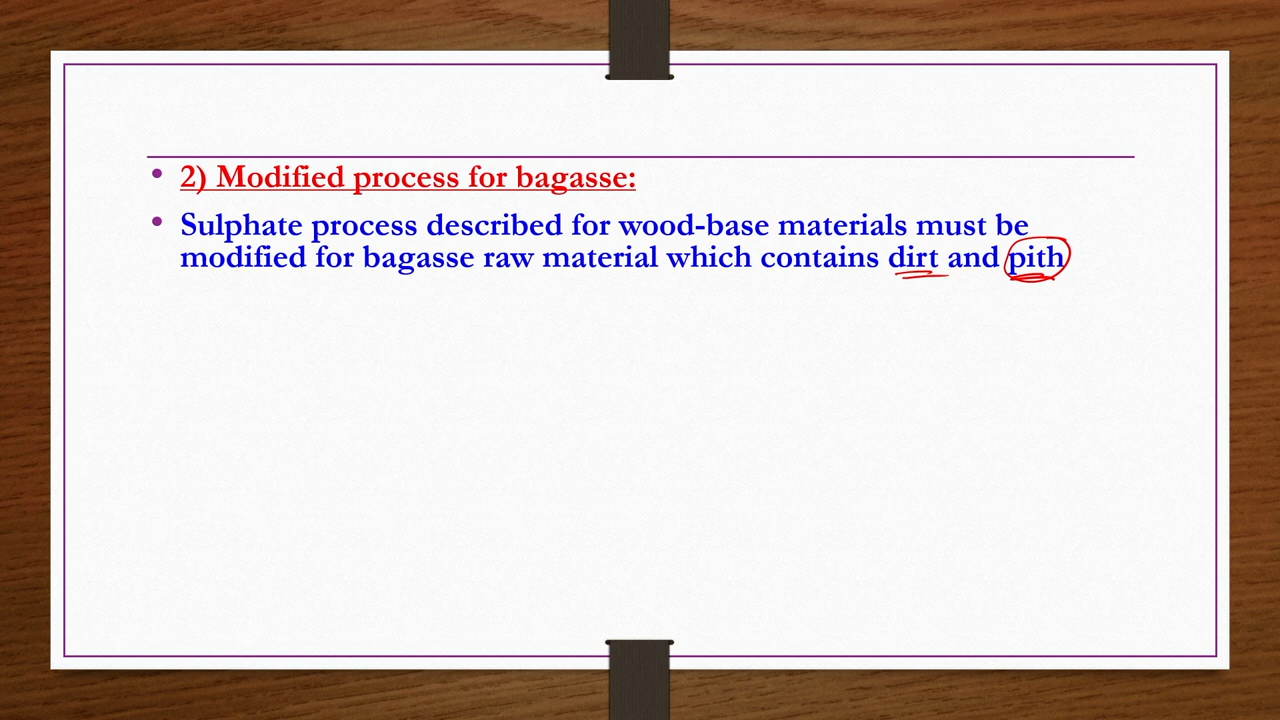 • 2) Modified process for bagasse:
• Sulphate process described for wood-base materials must be
modified for bagasse raw material which contains dirt and pith